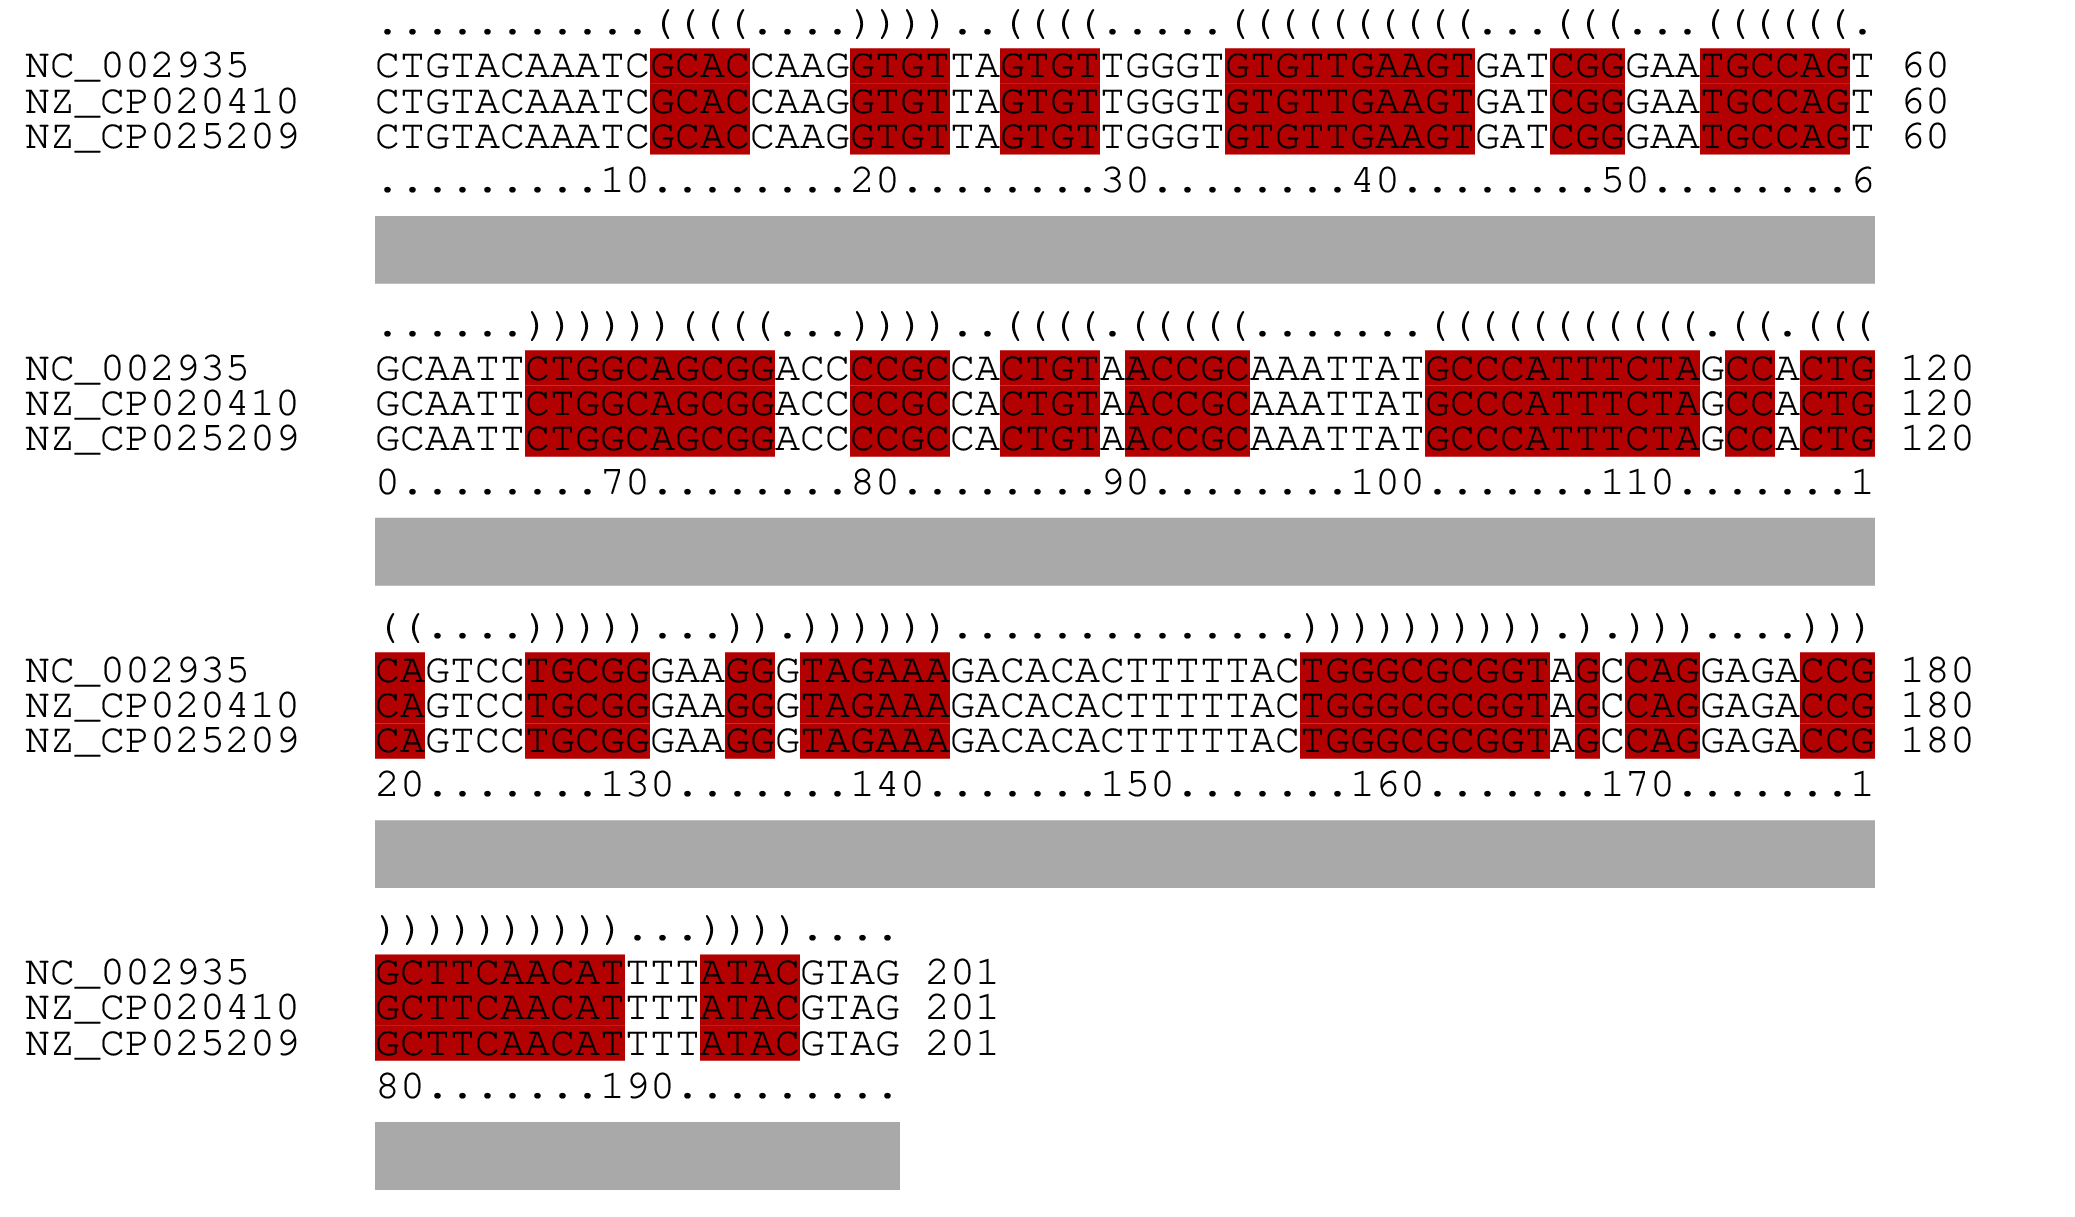 ...........((((....))))..((((.....((((((((((...(((...((((((.
NC_002935 CTGTACAAATCGCACCAAGGTGTTAGTGTTGGGTGTGTTGAAGTGATCGGGAATGCCAGT 60
NZ_CP020410 CTGTACAAATCGCACCAAGGTGTTAGTGTTGGGTGTGTTGAAGTGATCGGGAATGCCAGT 60
NZ_CP025209 CTGTACAAATCGCACCAAGGTGTTAGTGTTGGGTGTGTTGAAGTGATCGGGAATGCCAGT 60
.........10........20........30........40........50........6
......))))))((((...))))..((((.(((((.......(((((((((((.((.(((
NC_002935 GCAATTCTGGCAGCGGACCCCGCCACTGTAACCGCAAATTATGCCCATTTCTAGCCACTG 120
NZ_CP020410 GCAATTCTGGCAGCGGACCCCGCCACTGTAACCGCAAATTATGCCCATTTCTAGCCACTG 120
NZ_CP025209 GCAATTCTGGCAGCGGACCCCGCCACTGTAACCGCAAATTATGCCCATTTCTAGCCACTG 120
0........70........80........90........100.......110.......1
((....)))))...)).))))))..............)))))))))).).)))....)))
NC_002935 CAGTCCTGCGGGAAGGGTAGAAAGACACACTTTTTACTGGGCGCGGTAGCCAGGAGACCG 180
NZ_CP020410 CAGTCCTGCGGGAAGGGTAGAAAGACACACTTTTTACTGGGCGCGGTAGCCAGGAGACCG 180
NZ_CP025209 CAGTCCTGCGGGAAGGGTAGAAAGACACACTTTTTACTGGGCGCGGTAGCCAGGAGACCG 180
20.......130.......140.......150.......160.......170.......1
))))))))))...))))....
NC_002935 GCTTCAACATTTTATACGTAG 201
NZ_CP020410 GCTTCAACATTTTATACGTAG 201
NZ_CP025209 GCTTCAACATTTTATACGTAG 201
80.......190.........